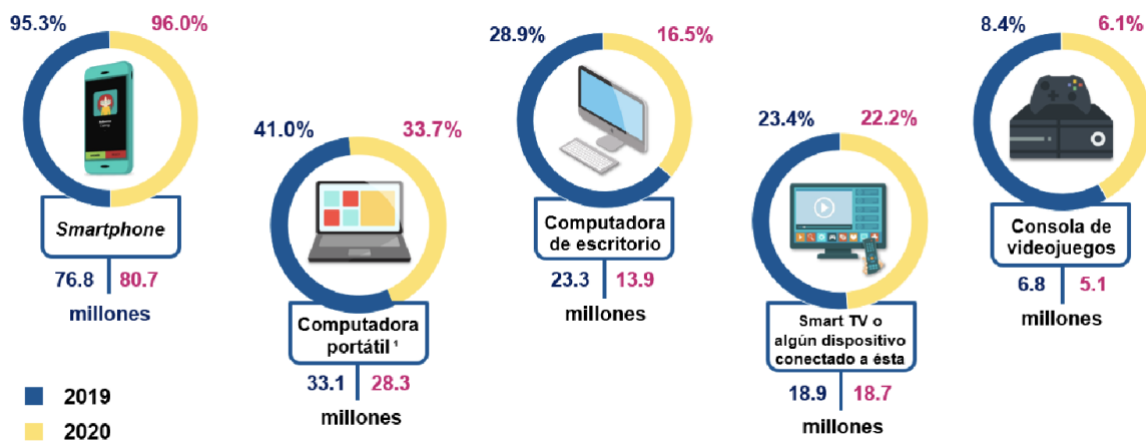 95.3% 96.0%
Smartphone
76.8 80.7
millones
41.0% 33.7%
Computadora
portátil ¹
33.1 28.3
millones
28.9% 16.5%
Computadora
de escritorio
23.3 13.9
millones
23.4% 22.2%
Smart TV o
algún dispositivo
conectado a ésta
18.9 18.7
millones
8.4% 6.1%
Consola de
videojuegos
6.8 5.1
millones
2019
2020